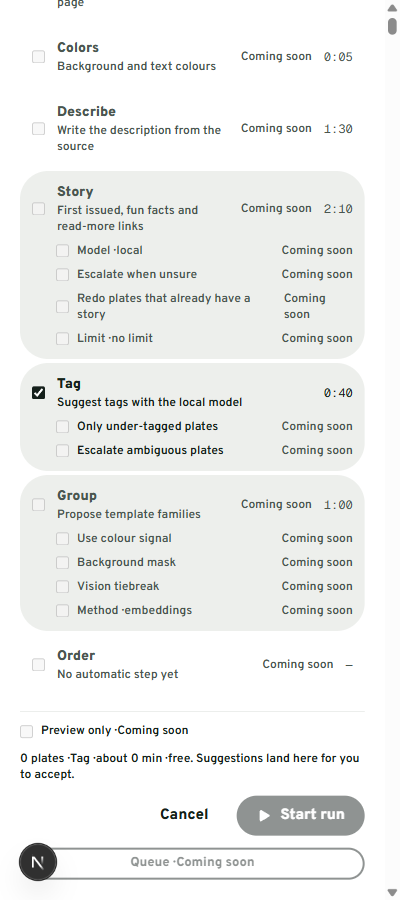 page
Colors
Background and text colours
Coming soon 0:05
Describe
Write the description from the
source
Coming soon 1:30
Story
First issued, fun facts and
read-more links
Coming soon 2:10
Model ·local
Coming soon
Escalate when unsure
Coming soon
Redo plates that already have a
story
Coming
soon
Limit ·no limit
Coming soon
Tag
Suggest tags with the local model
0:40
Only under-tagged plates
Coming soon
Escalate ambiguous plates
Coming soon
Group
Propose template families
Coming soon 1:00
Use colour signal
Coming soon
Background mask
Coming soon
Vision tiebreak
Coming soon
Method ·embeddings
Coming soon
Order
No automatic step yet
Coming soon –
Preview only ·Coming soon
0 plates ·Tag ·about 0 min ·free. Suggestions land here for you
to accept.
Cancel
Start run
N
Queue ·Coming soon